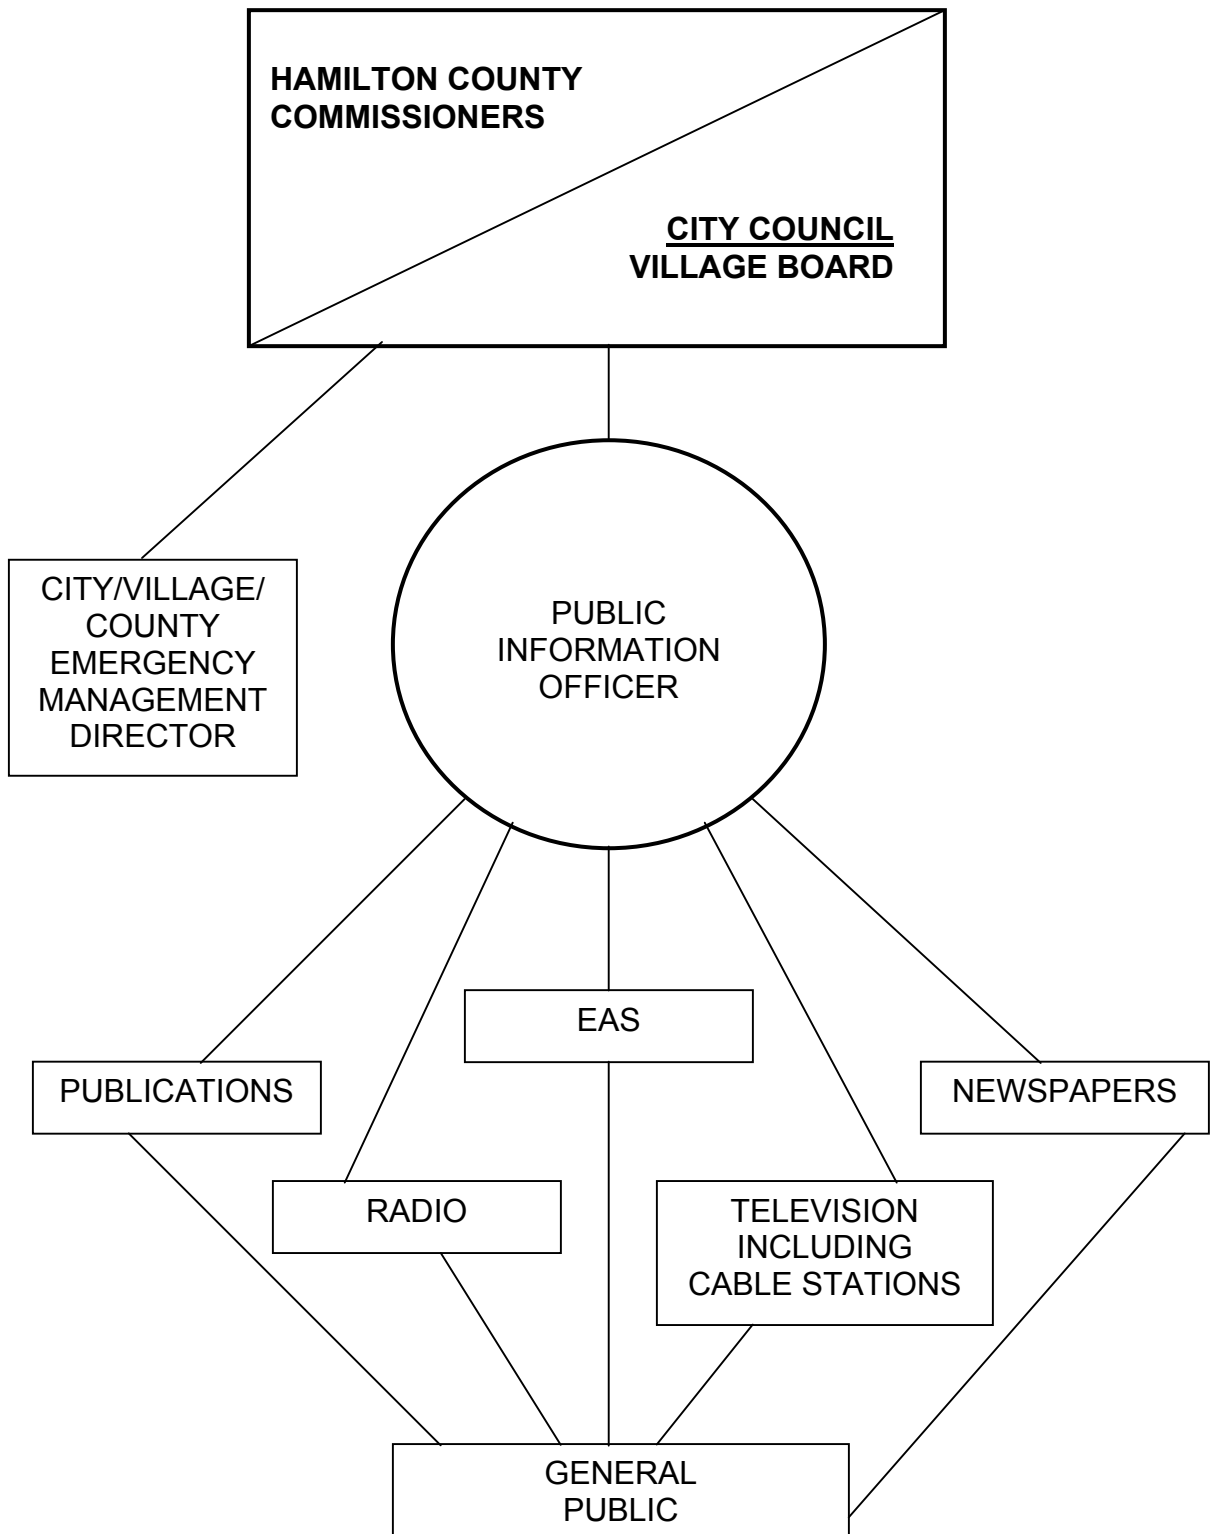 HAMILTON COUNTY
COMMISSIONERS
CITY COUNCIL
VILLAGE BOARD
CITY/VILLAGE/
COUNTY
EMERGENCY
MANAGEMENT
DIRECTOR
PUBLIC
INFORMATION
OFFICER
EAS
PUBLICATIONS
NEWSPAPERS
RADIO
TELEVISION
INCLUDING
CABLE STATIONS
GENERAL
PUBLIC